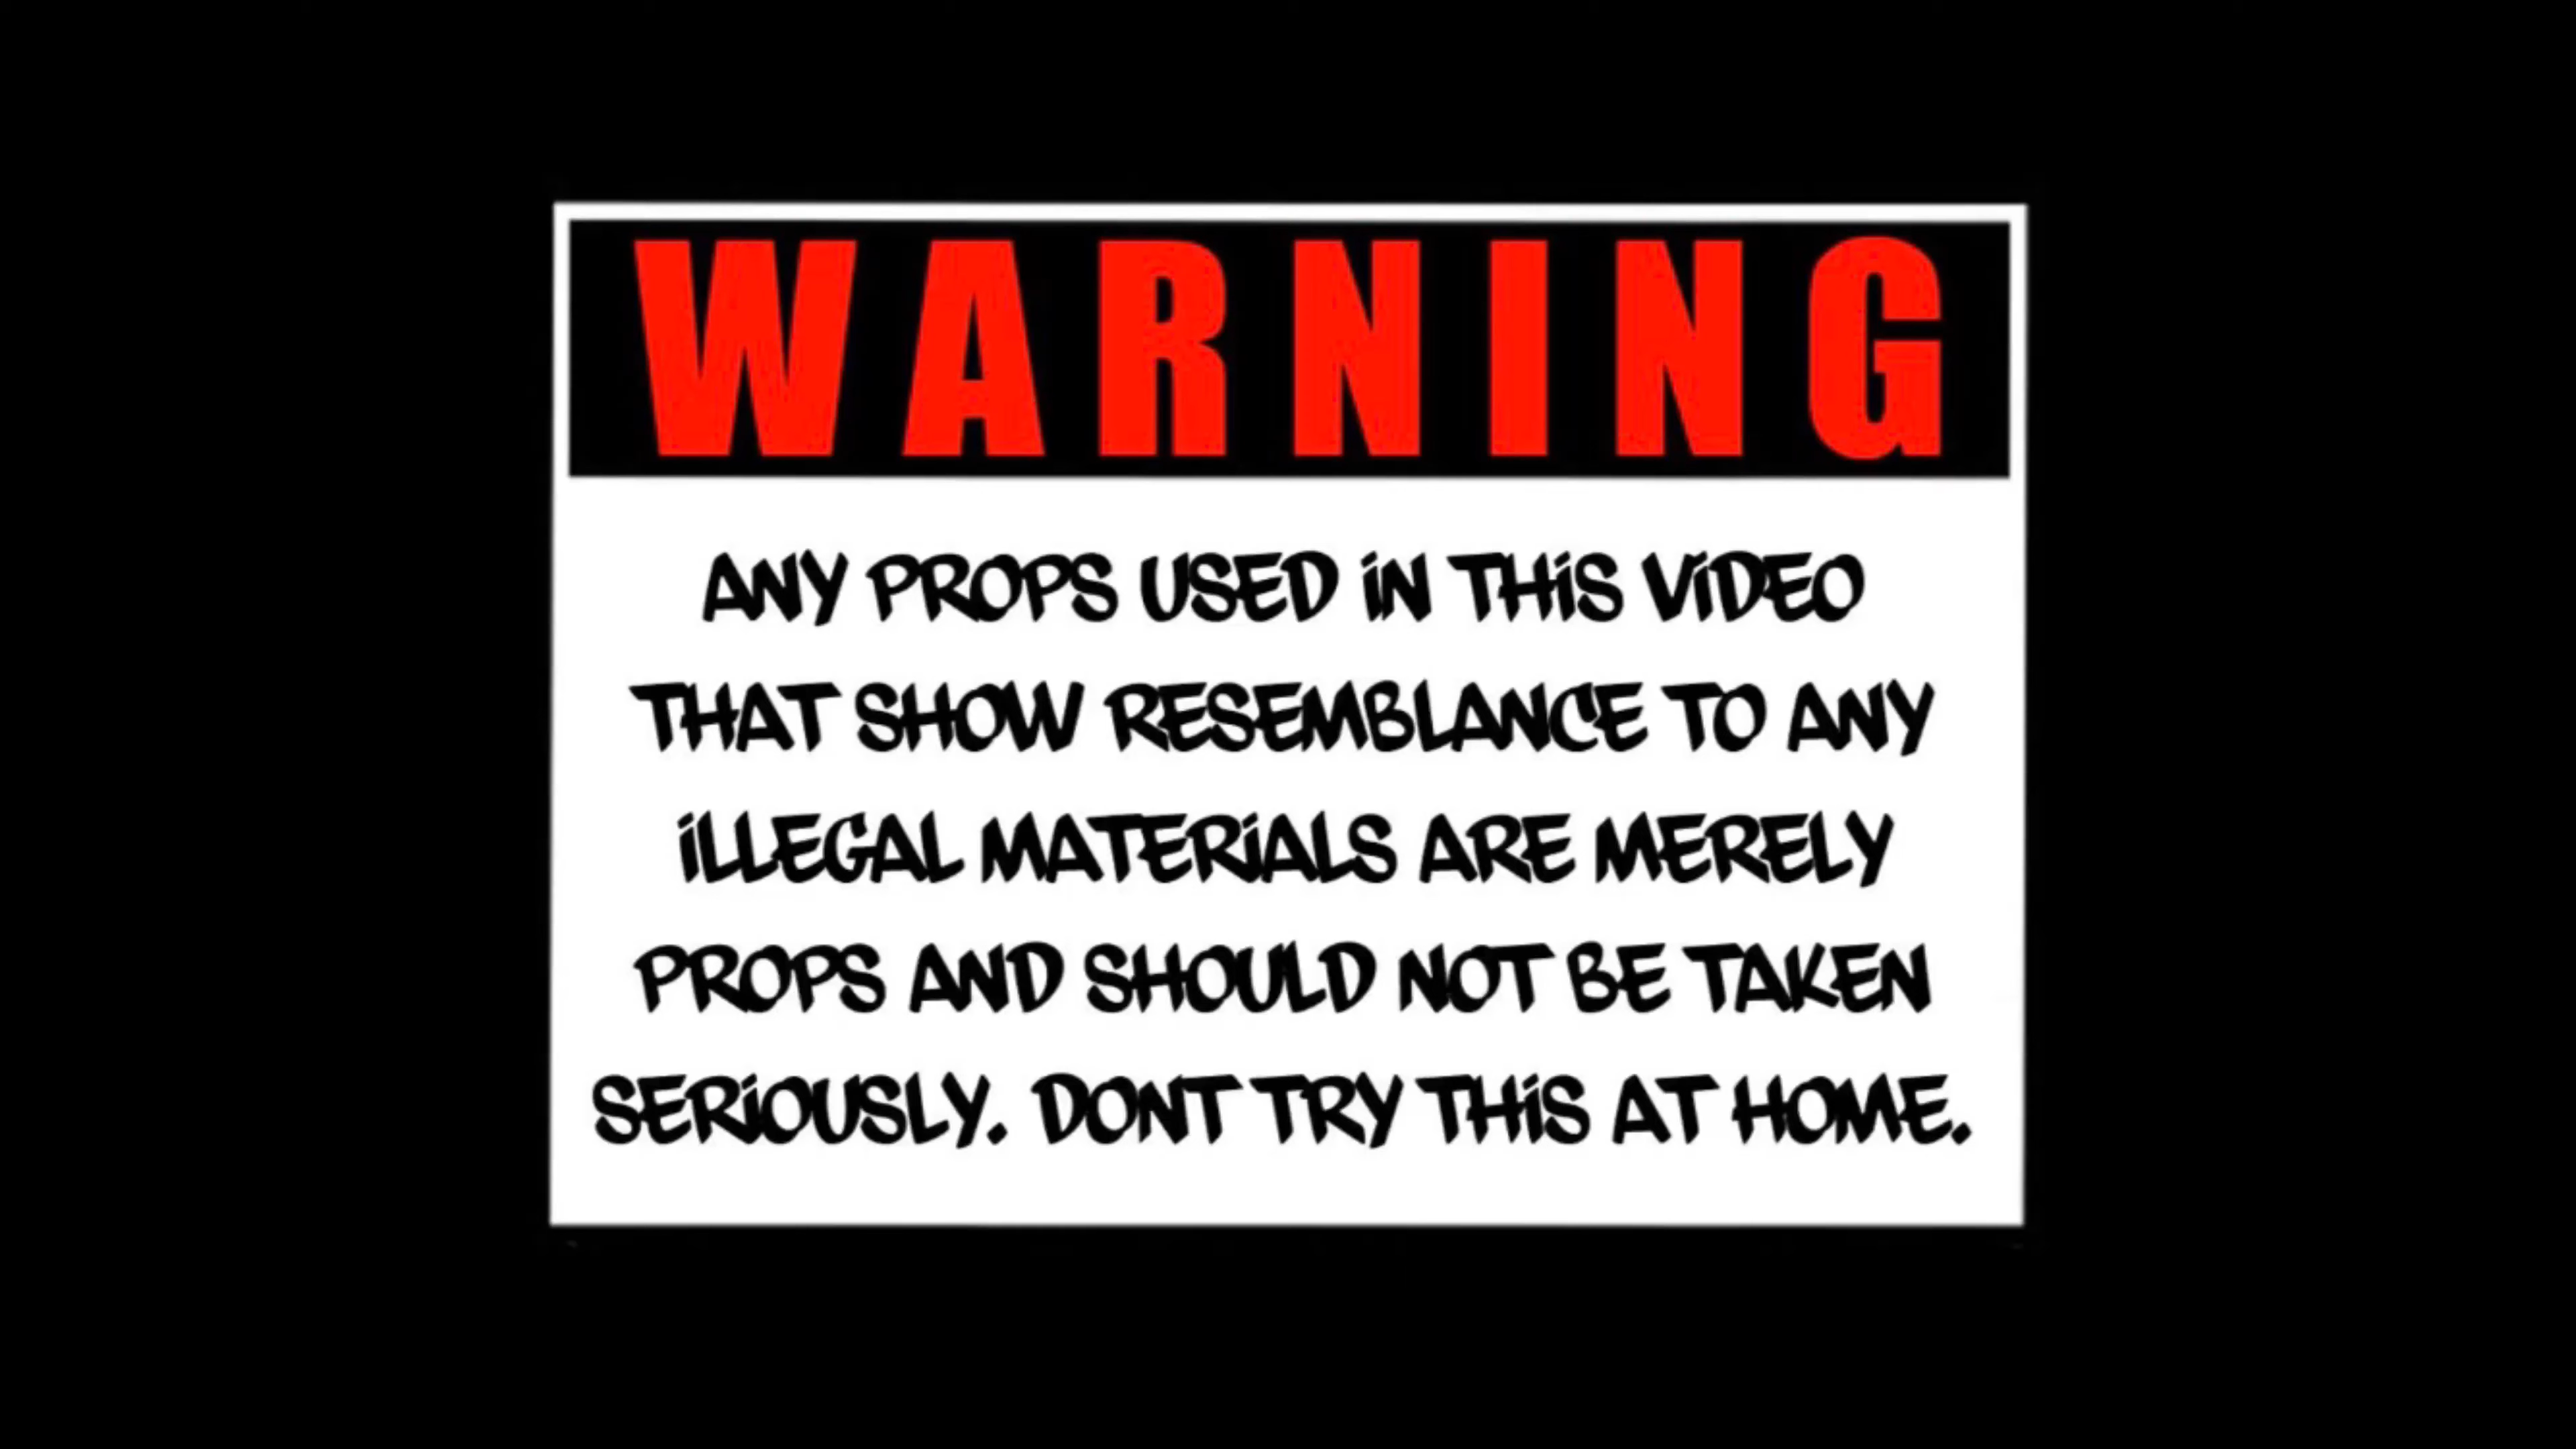 WARNING
ANY PROPS USED iN THiS ViDEO
THAT SHOW RESEMBLANCE TO ANY
iLLEGAL MATERiALS ARE MERELY
PROPS AND SHOULD NOT BE TAKEN
SERiOUSLY. DONT TRY THiS AT HOME.